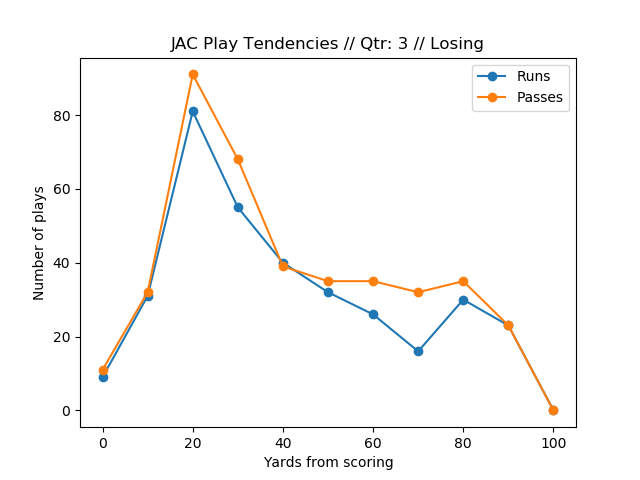 JAC Play Tendencies // Qtr: 3 // Losing
Runs
Passes
Number of plays
80
60
40
20
0
0 20 40 60 80 100
Yards from scoring